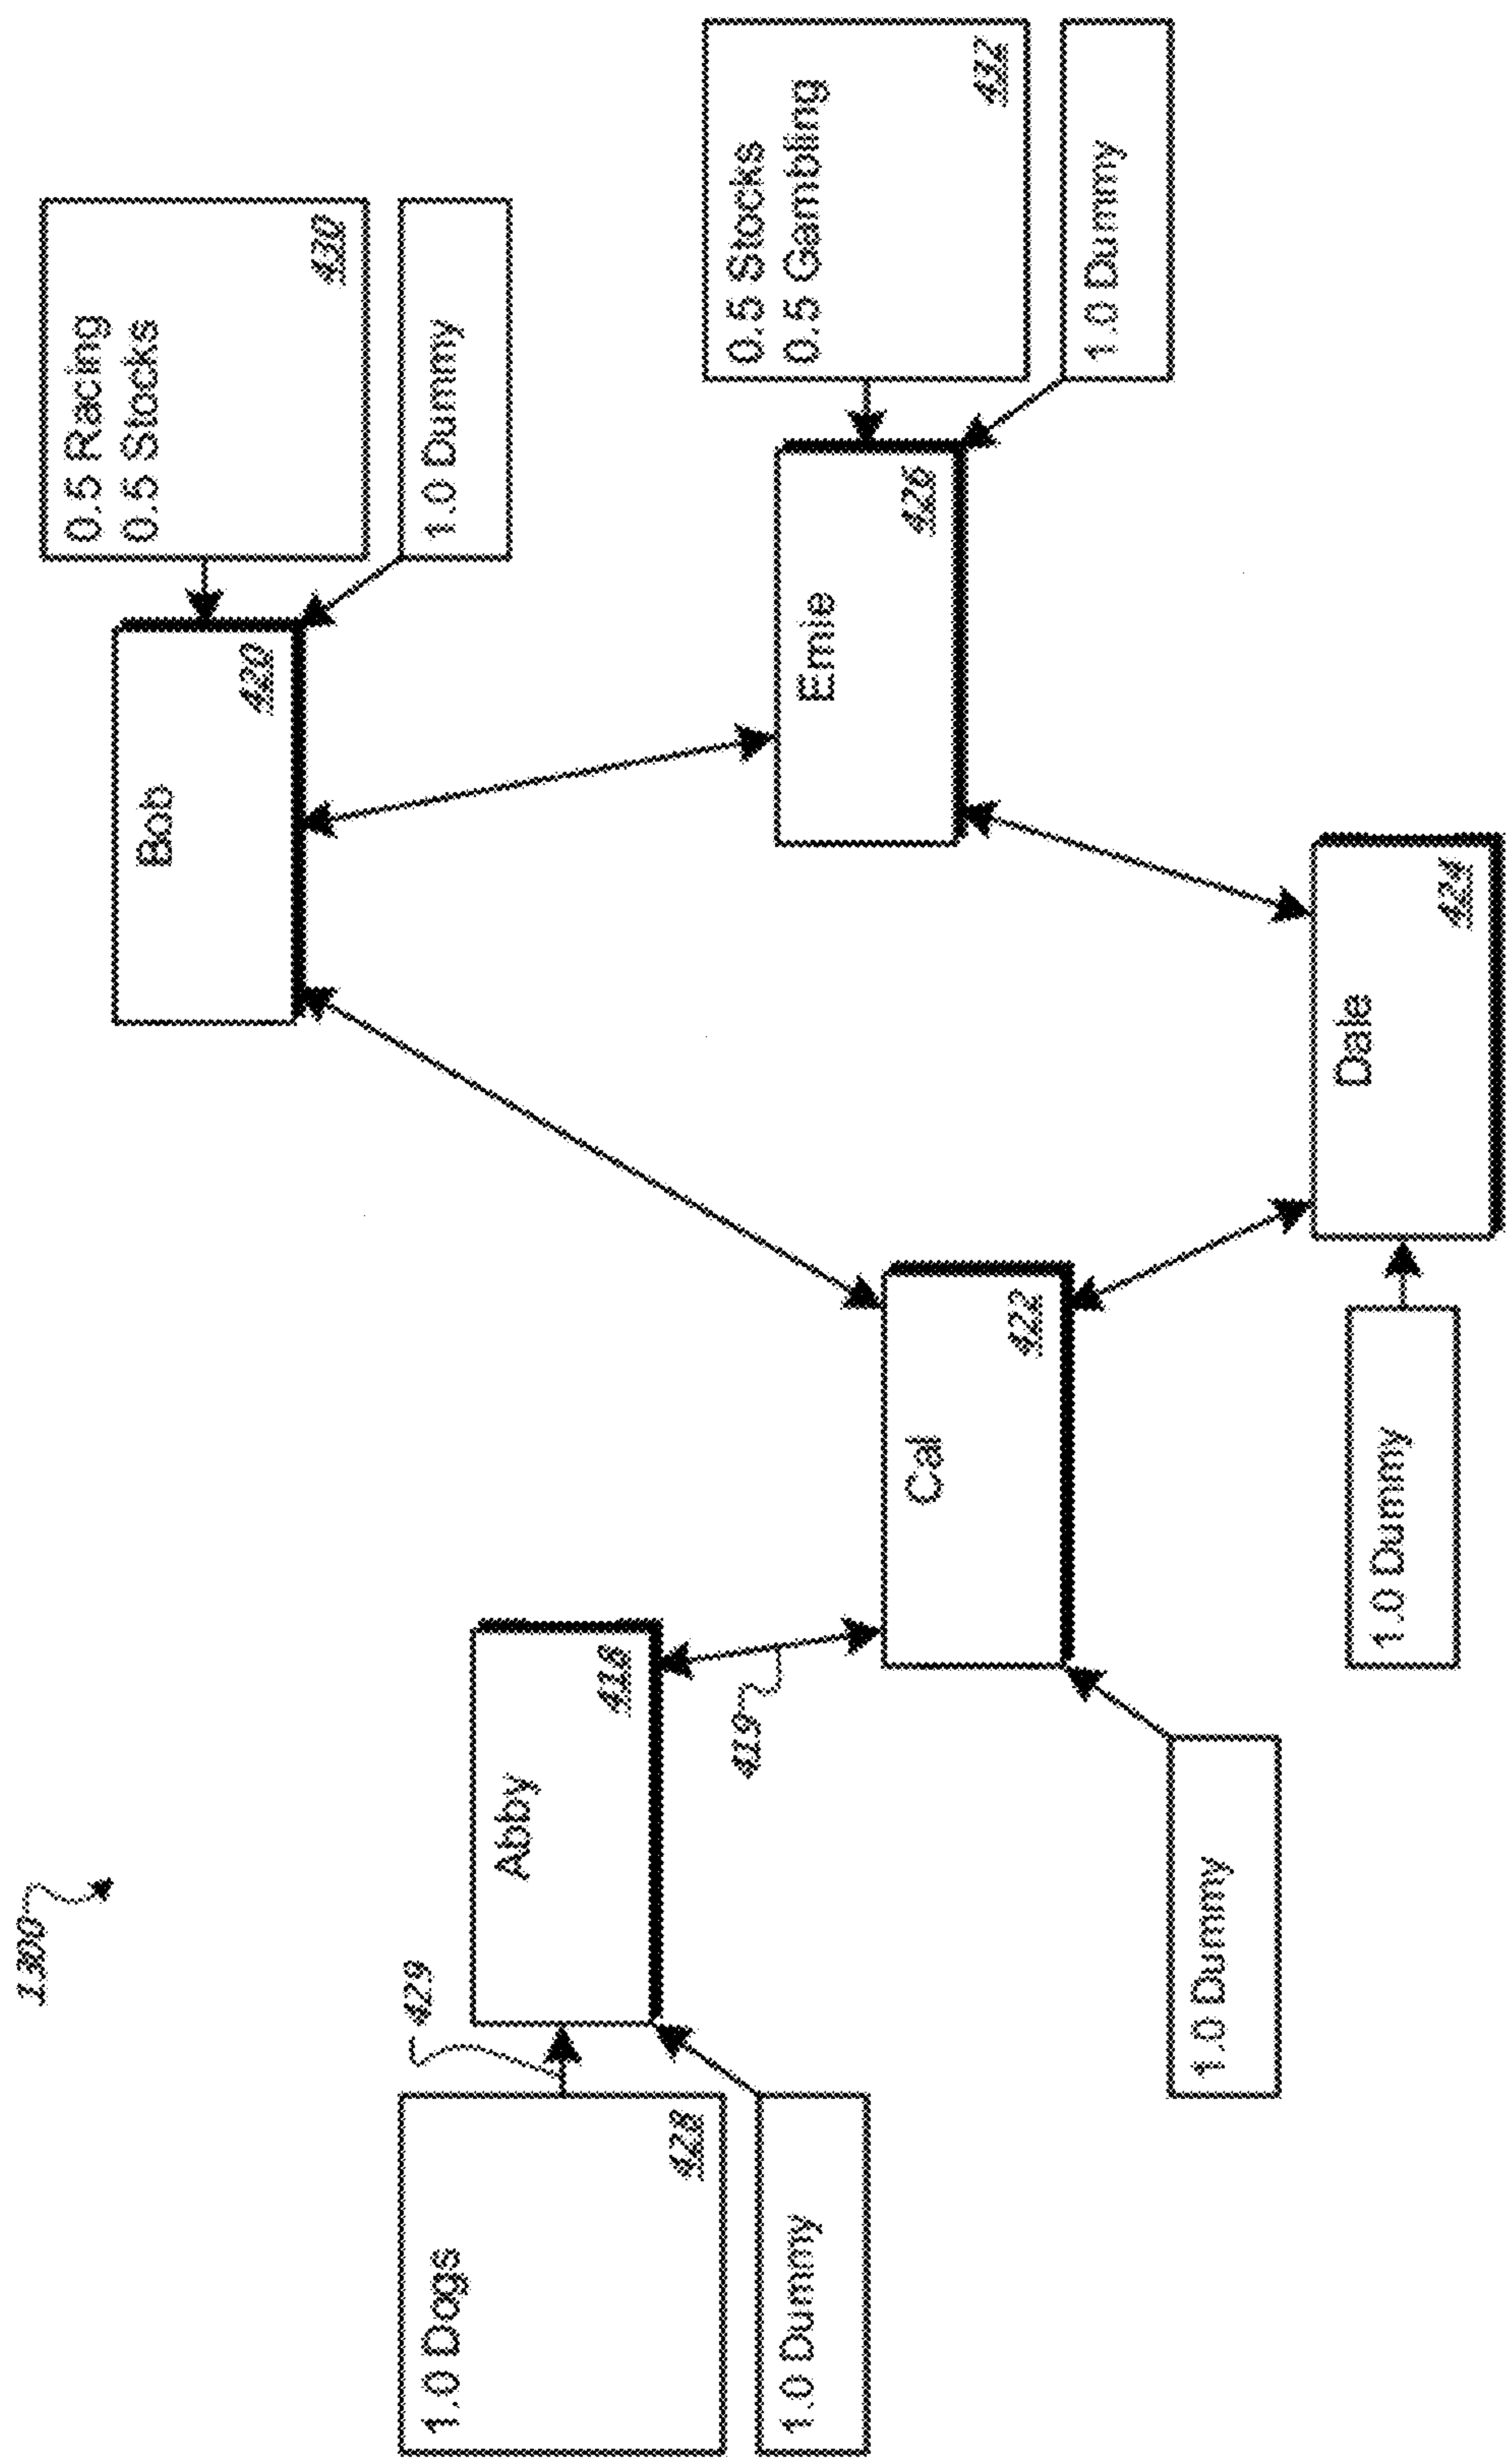 1300
0.5 Racing
0.5 Stocks
430
Bob
420
1.0 Dummy
429
1.0 Dogs
428
Abby
418
1.0 Dummy
419
0.5 Stocks
0.5 Gambling
432
Ernie
426
1.0 Dummy
Cal
422
1.0 Dummy
Dale
424
1.0 Dummy